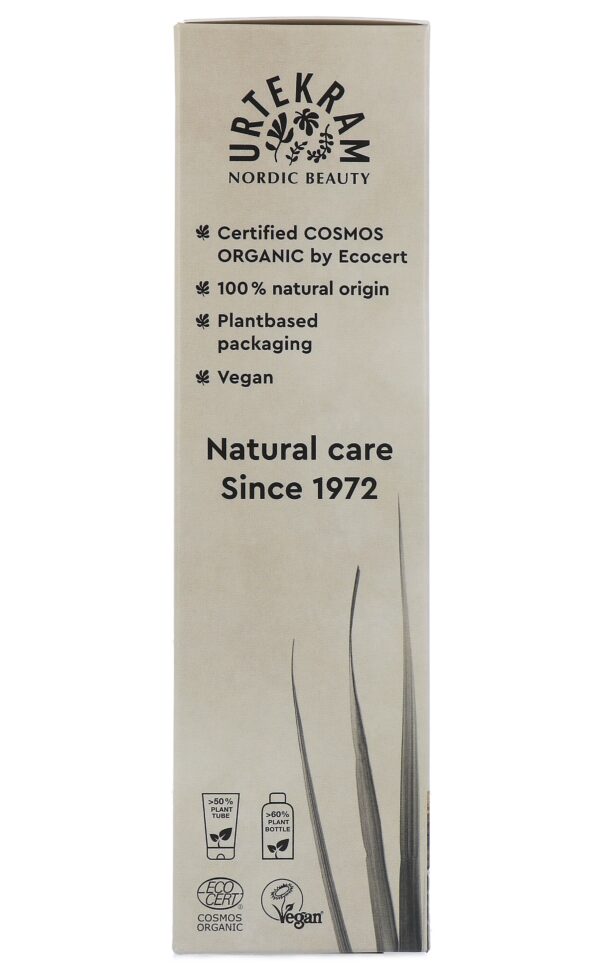 URTEKRAM
NORDIC BEAUTY
Certified COSMOS
ORGANIC by Ecocert
100% natural origin
Plantbased
packaging
Vegan
Natural care
Since 1972
>50%
PLANT
TUBE
>60%
PLANT
BOTTLE
ECO
CERT
COSMOS
ORGANIC
Vegan